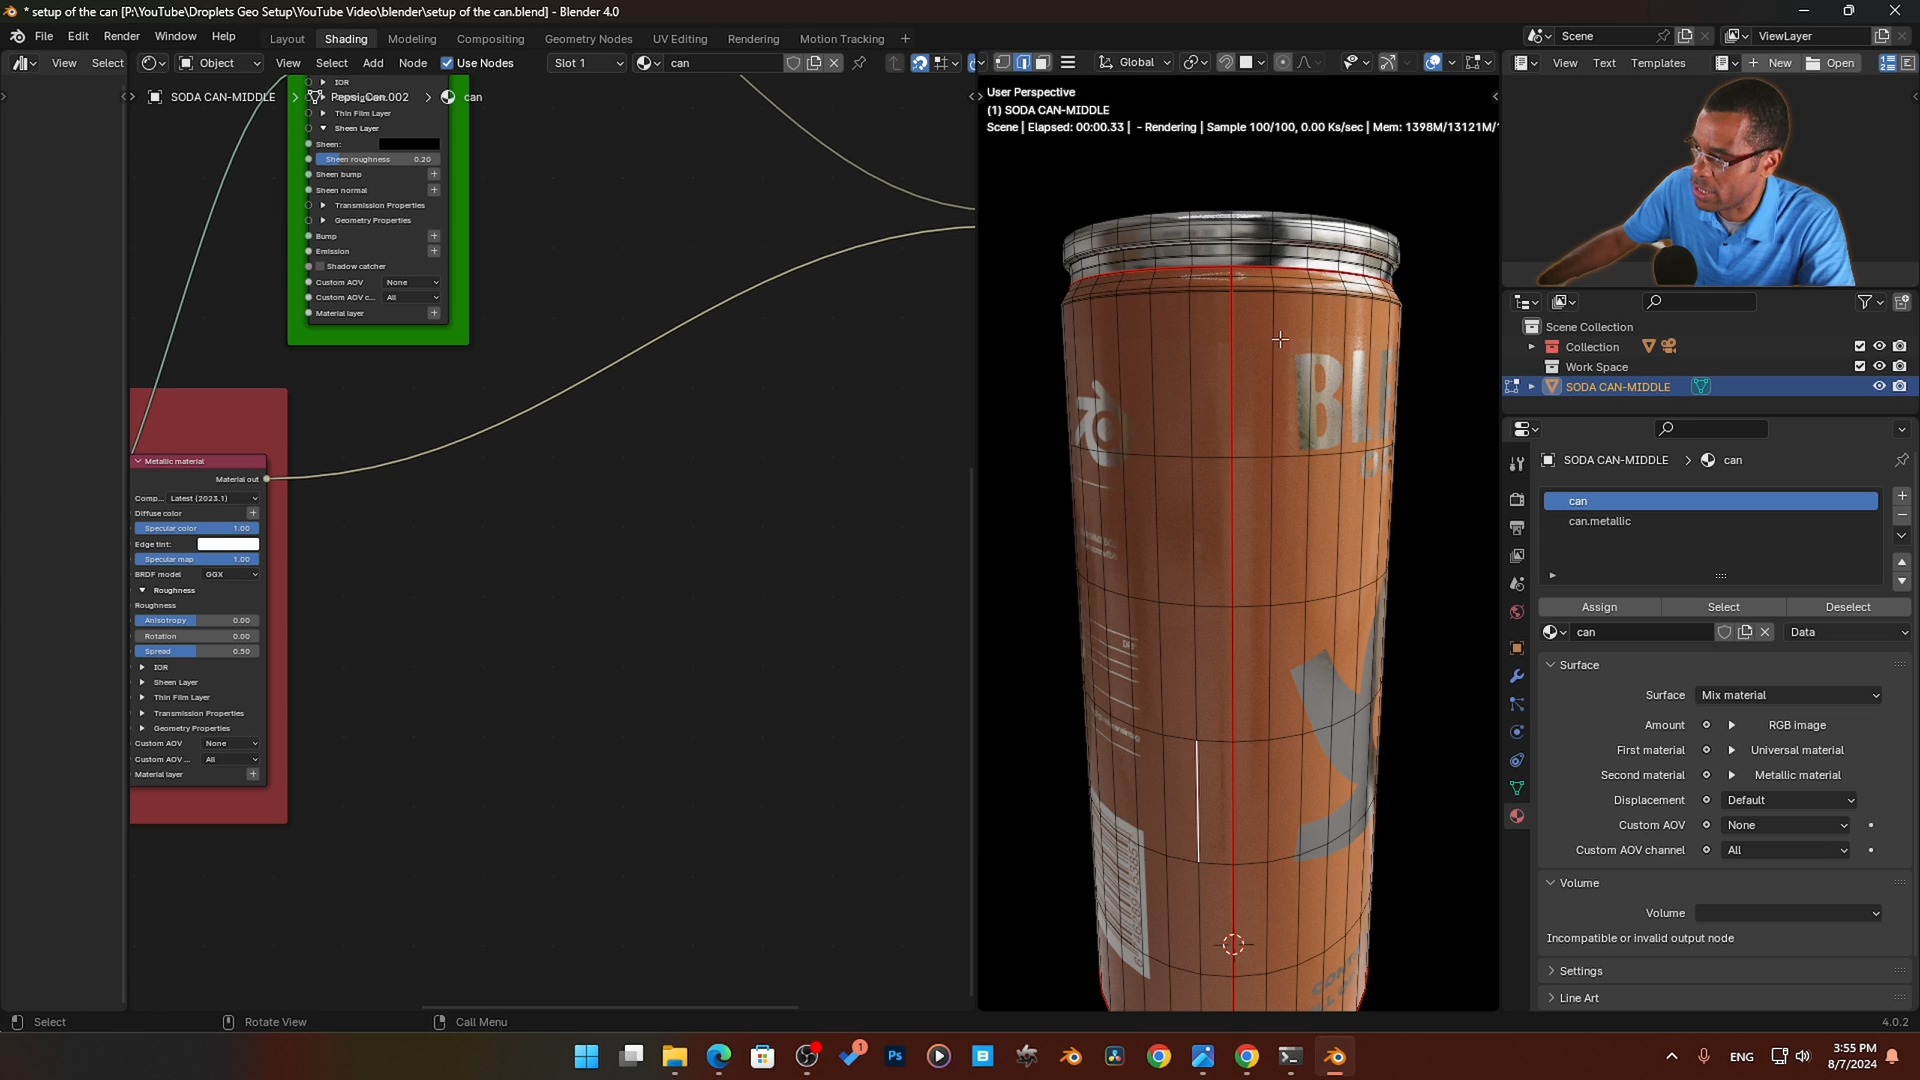 * setup of the can [P:\YouTube\Droplets Geo Setup\YouTube Video\blender\setup of the can.blend] - Blender 4.0
File Edit Render Window Help
Layout Shading Modeling Compositing Geometry Nodes UV Editing Rendering Motion Tracking +
Scene ViewLayer
View Select Object View Select Add Node Use Nodes Slot 1 can
Global
View Text Templates New Open
SODA CAN-MIDDLE > Pepsi_Can.002 > can
IOR
Thin Film Layer
Sheen Layer
Sheen:
Sheen roughness 0.20
Sheen bump
Sheen normal
Transmission Properties
Geometry Properties
Bump
Emission
Shadow catcher
Custom AOV None
Custom AOV c... All
Material layer
Metallic material
Material out
Comp... Latest (2023.1)
Diffuse color
Specular color 1.00
Edge tint:
Specular map 1.00
BRDF model GGX
Roughness
Roughness
Anisotropy 0.00
Rotation 0.00
Spread 0.50
IOR
Sheen Layer
Thin Film Layer
Transmission Properties
Geometry Properties
Custom AOV None
Custom AOV ... All
Material layer
User Perspective
(1) SODA CAN-MIDDLE
Scene | Elapsed: 00:00.33 | - Rendering | Sample 100/100, 0.00 Ks/sec | Mem: 1398M/13121M/
BL
Scene Collection
Collection
Work Space
SODA CAN-MIDDLE
SODA CAN-MIDDLE > can
can
can.metallic
Assign Select Deselect
can Data
Surface
Surface Mix material
Amount RGB image
First material Universal material
Second material Metallic material
Displacement Default
Custom AOV None
Custom AOV channel All
Volume
Volume
Incompatible or invalid output node
Settings
Line Art
Select Rotate View Call Menu 4.0.2
1
Ps
B
ENG
3:55 PM
8/7/2024